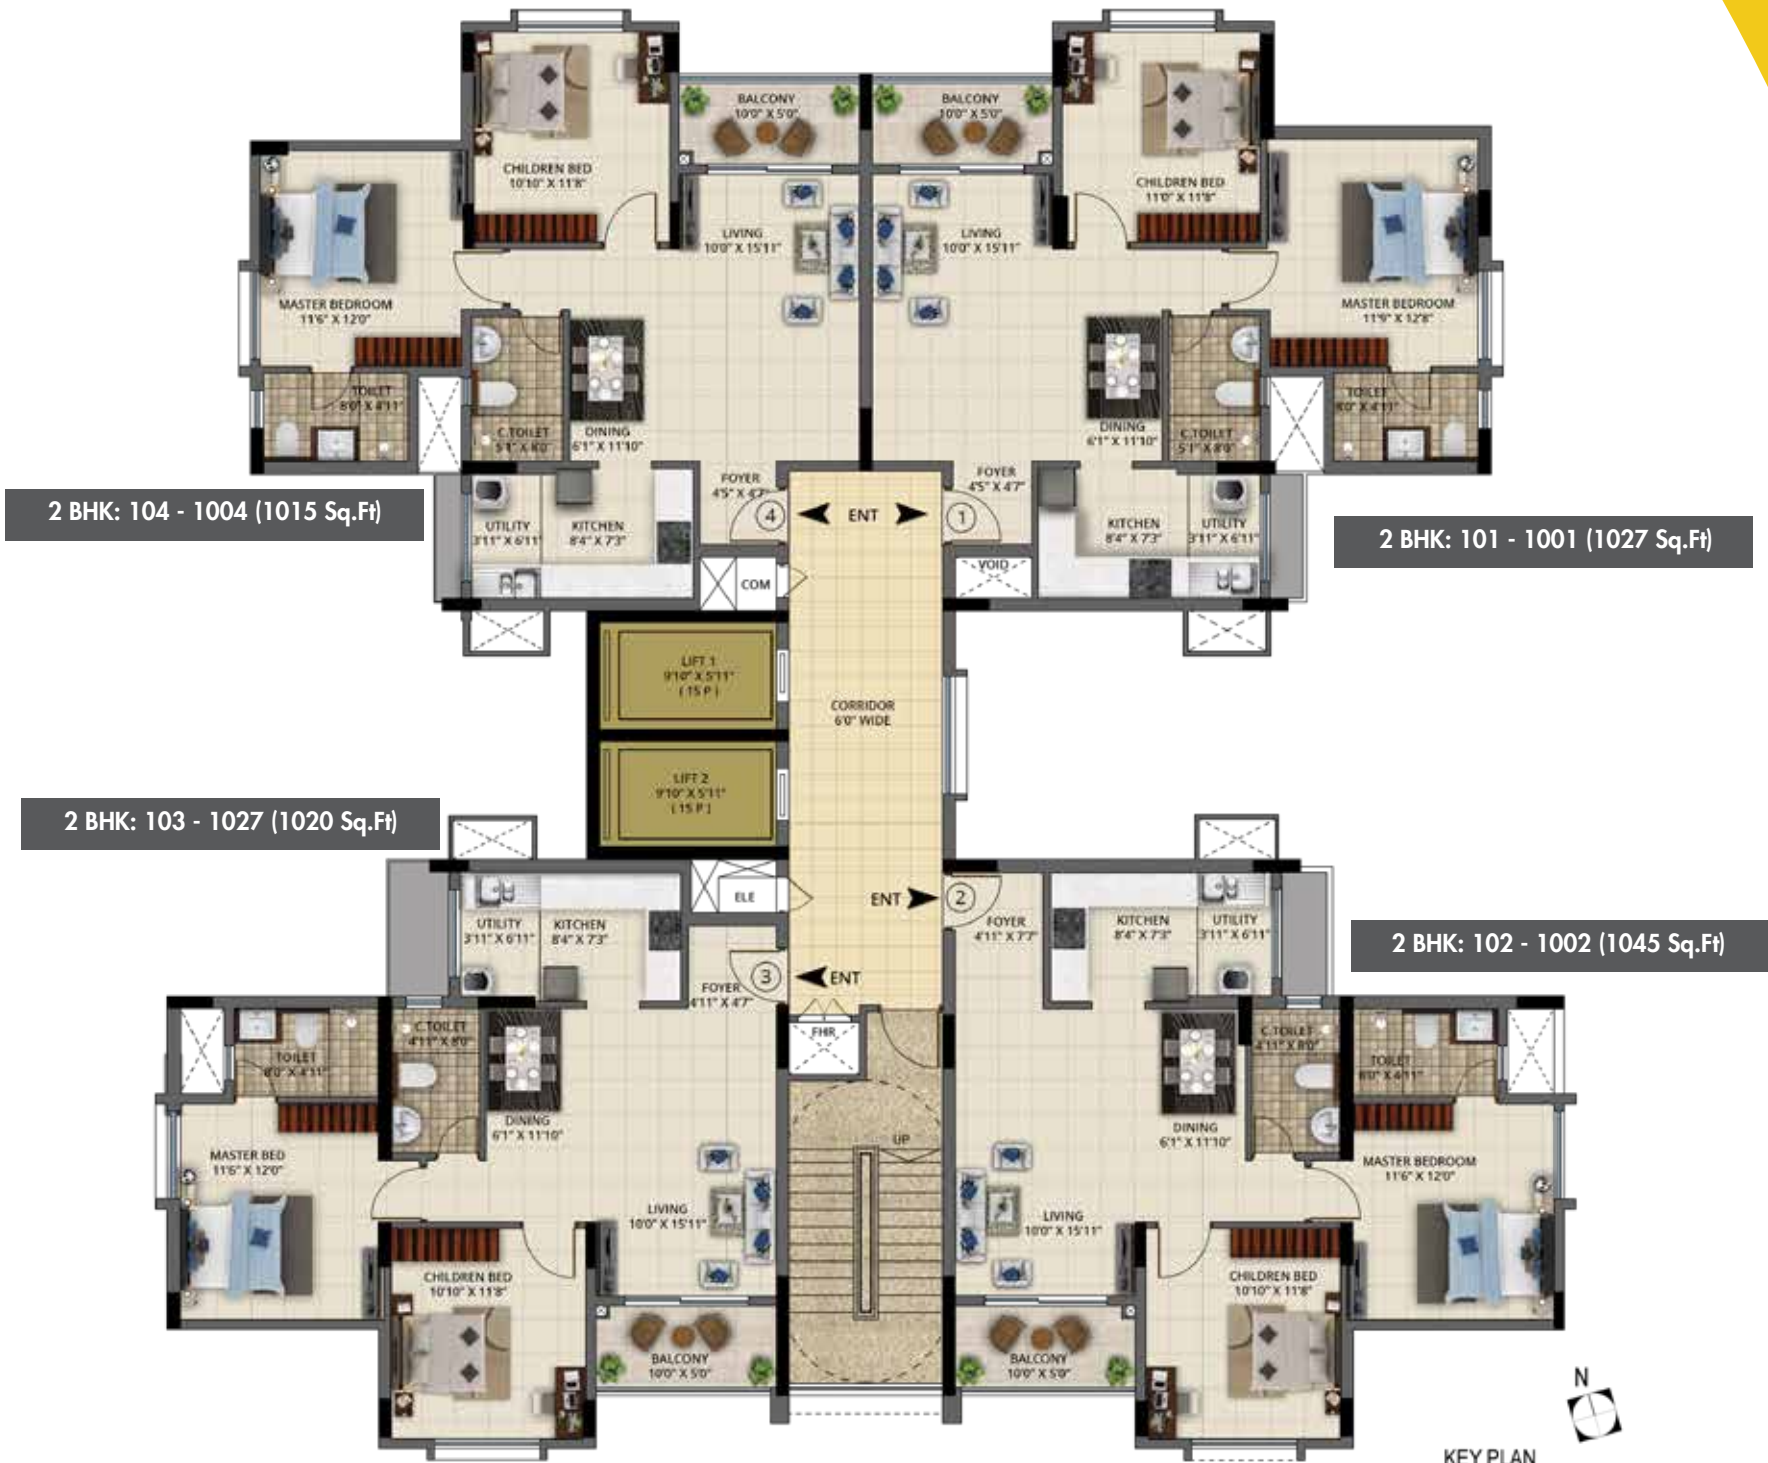 BALCONY
10'0" X 5'0"
BALCONY
10'0" X 5'0"
CHILDREN BED
10'10" X 11'8"
CHILDREN BED
11'0" X 11'8"
LIVING
10'0" X 15'11"
LIVING
10'0" X 15'11"
MASTER BEDROOM
11'6" X 12'0"
MASTER BEDROOM
11'9" X 12'8"
TOILET
8'0" X 4'11"
C.TOILET
5'1" X 8'0"
DINING
6'1" X 11'10"
DINING
6'1" X 11'10"
C.TOILET
5'1" X 8'0"
TOILET
8'0" X 4'11"
FOYER
4'5" X 4'7"
FOYER
4'5" X 4'7"
2 BHK: 104 - 1004 (1015 Sq.Ft)
UTILITY
3'11" X 6'11"
KITCHEN
8'4" X 7'3"
4
ENT
1
KITCHEN
8'4" X 7'3"
UTILITY
3'11" X 6'11"
2 BHK: 101 - 1001 (1027 Sq.Ft)
COM
VOID
LIFT 1
9'10" X 5'11"
( 15 P )
CORRIDOR
6'0" WIDE
LIFT 2
9'10" X 5'11"
( 15 P )
2 BHK: 103 - 1027 (1020 Sq.Ft)
ELE
ENT
2
UTILITY
3'11" X 6'11"
KITCHEN
8'4" X 7'3"
FOYER
4'11" X 7'7"
KITCHEN
8'4" X 7'3"
UTILITY
3'11" X 6'11"
2 BHK: 102 - 1002 (1045 Sq.Ft)
3
ENT
FOYER
4'11" X 4'7"
FHR
TOILET
8'0" X 4'11"
C.TOILET
4'11" X 8'0"
C.TOILET
4'11" X 8'0"
TOILET
8'0" X 4'11"
DINING
6'1" X 11'10"
UP
DINING
6'1" X 11'10"
MASTER BED
11'6" X 12'0"
MASTER BEDROOM
11'6" X 12'0"
LIVING
10'0" X 15'11"
LIVING
10'0" X 15'11"
CHILDREN BED
10'10" X 11'8"
CHILDREN BED
10'10" X 11'8"
BALCONY
10'0" X 5'0"
BALCONY
10'0" X 5'0"
N
KEY PLAN